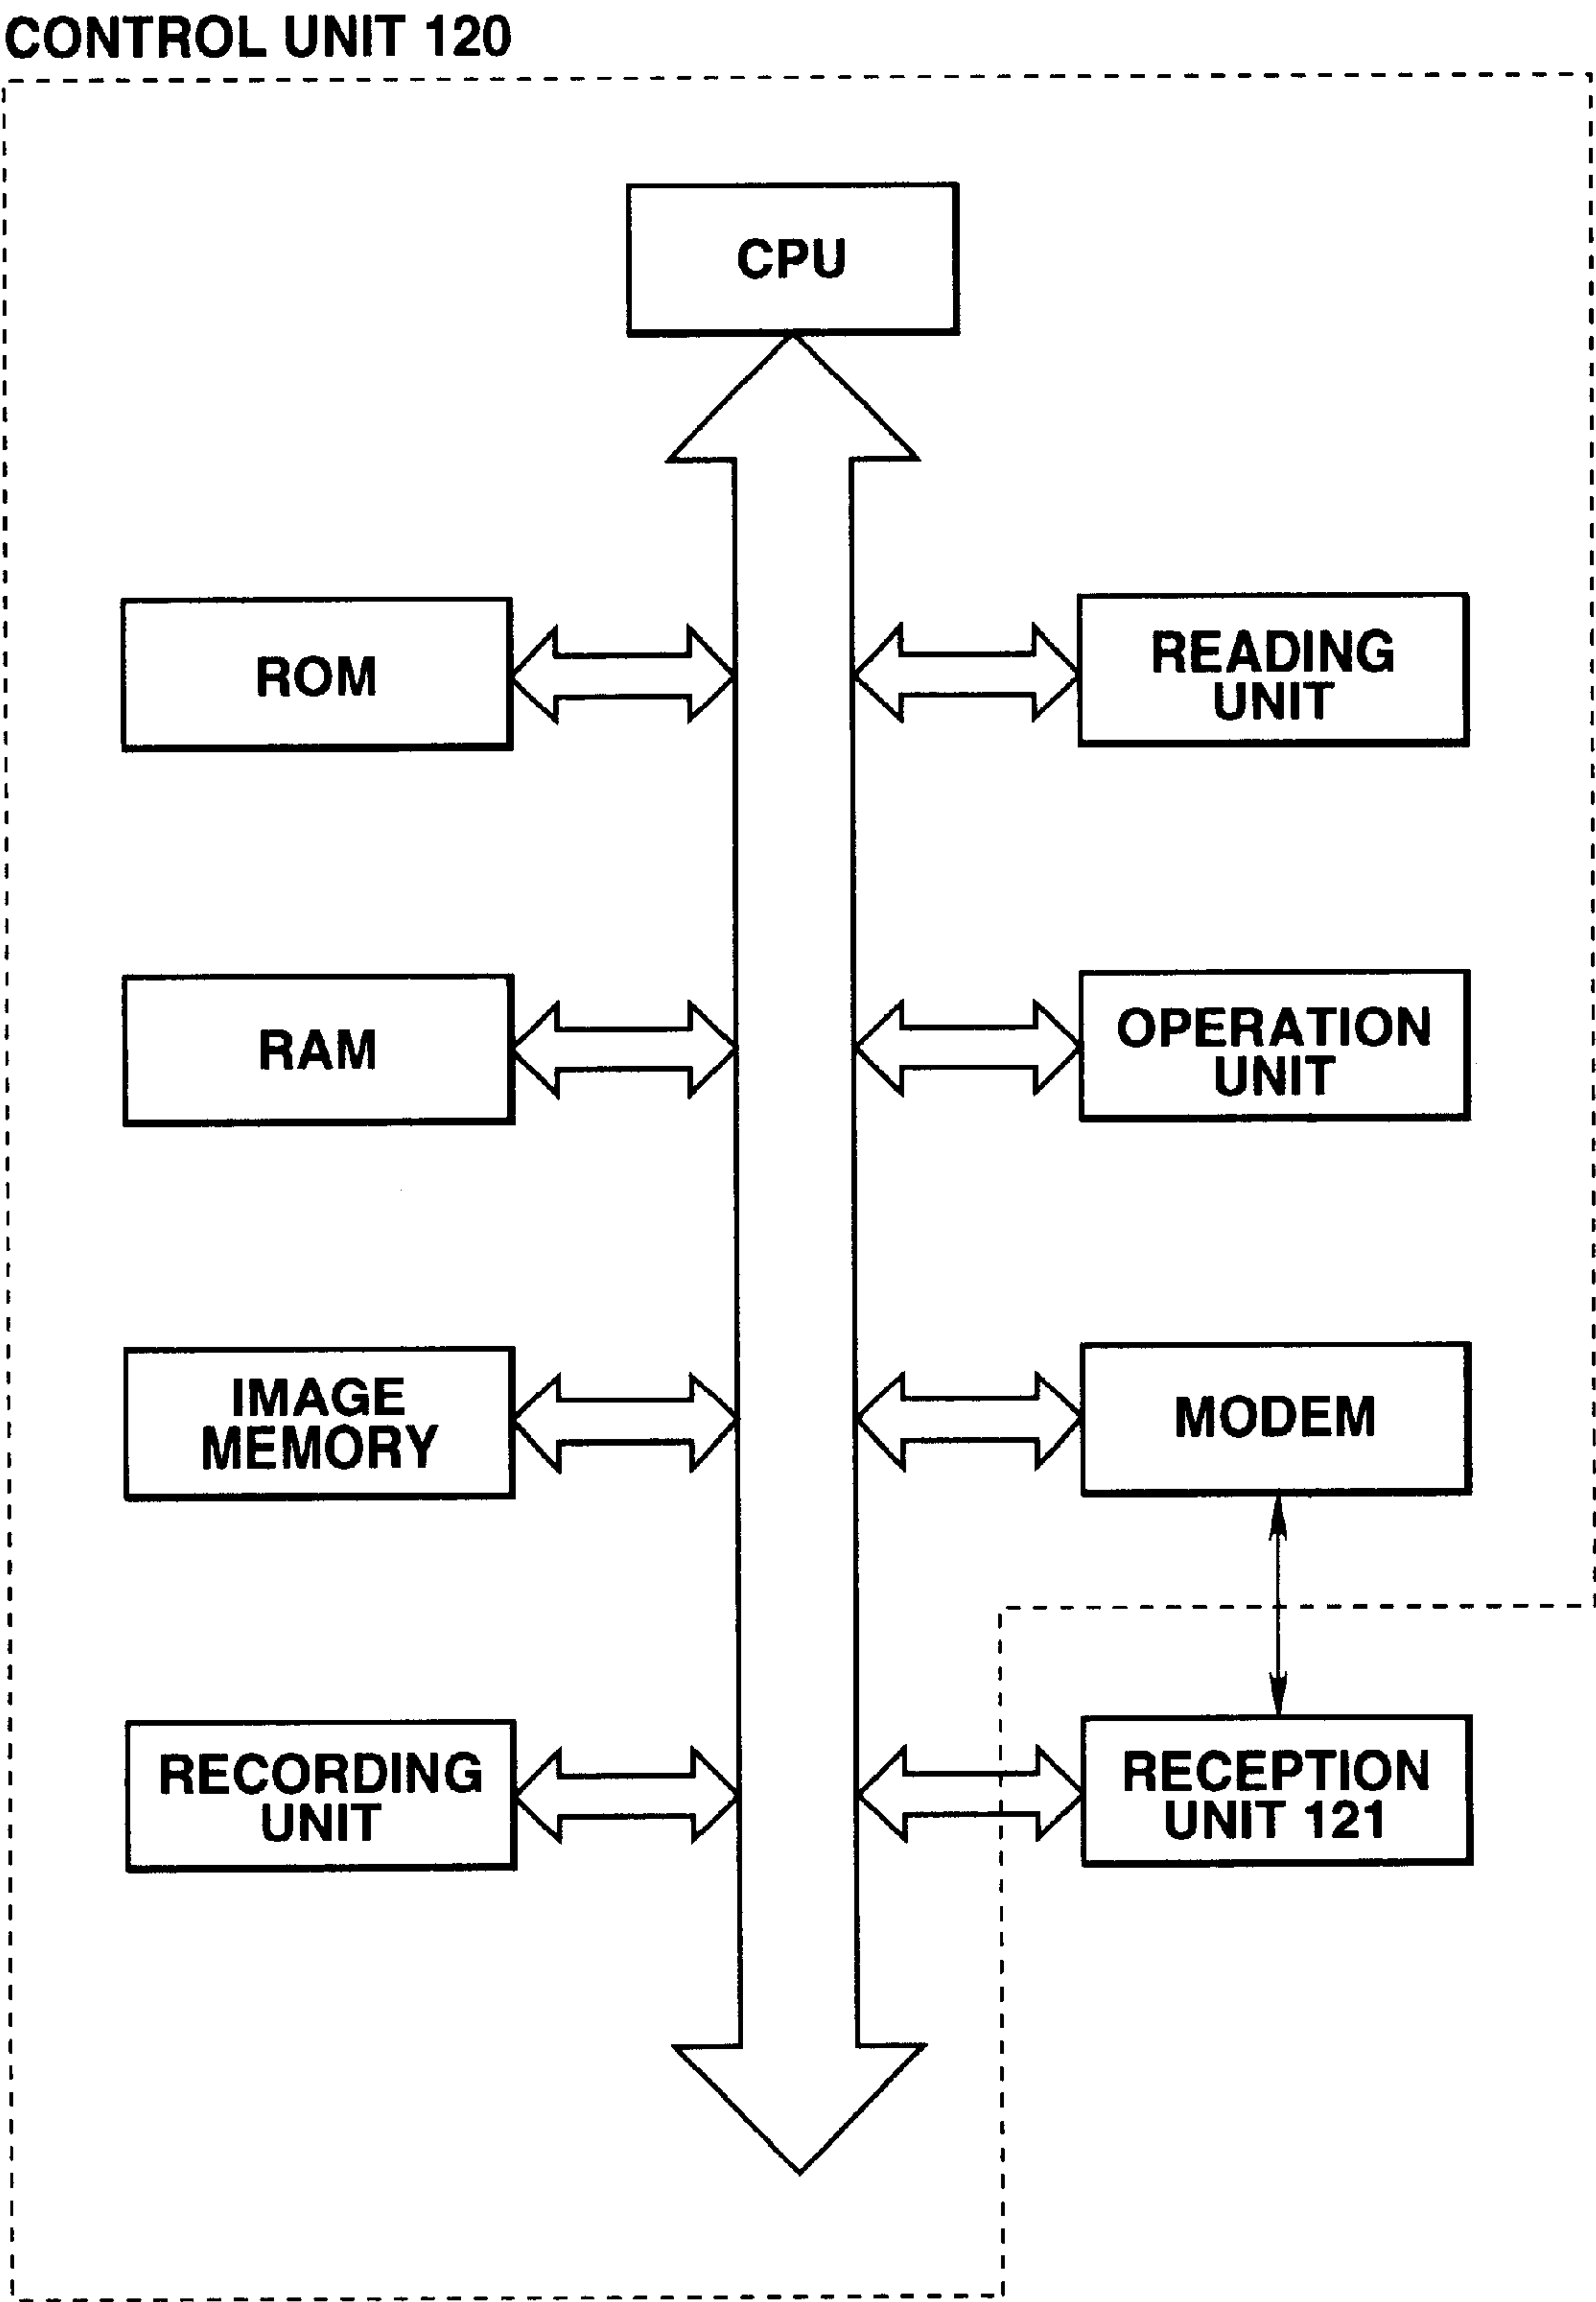 CONTROL UNIT 120
CPU
ROM
READING
UNIT
RAM
OPERATION
UNIT
IMAGE
MEMORY
MODEM
RECORDING
UNIT
RECEPTION
UNIT 121